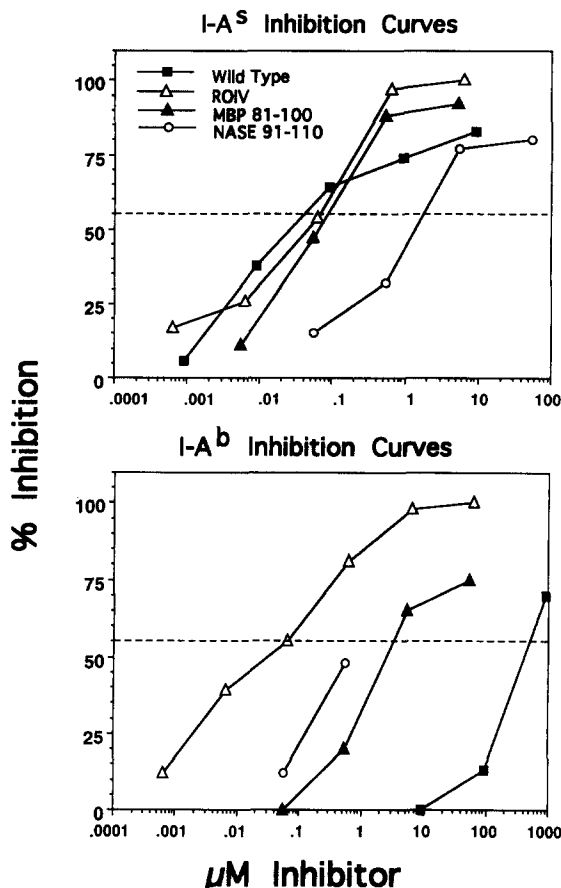 I-Aˢ Inhibition Curves
Wild Type
ROIV
MBP 81-100
NASE 91-110
100
75
50
25
0
.0001 .001 .01 .1 1 10 100
% Inhibition
I-Aᵇ Inhibition Curves
100
75
50
25
0
.0001 .001 .01 .1 1 10 100 1000
µM Inhibitor